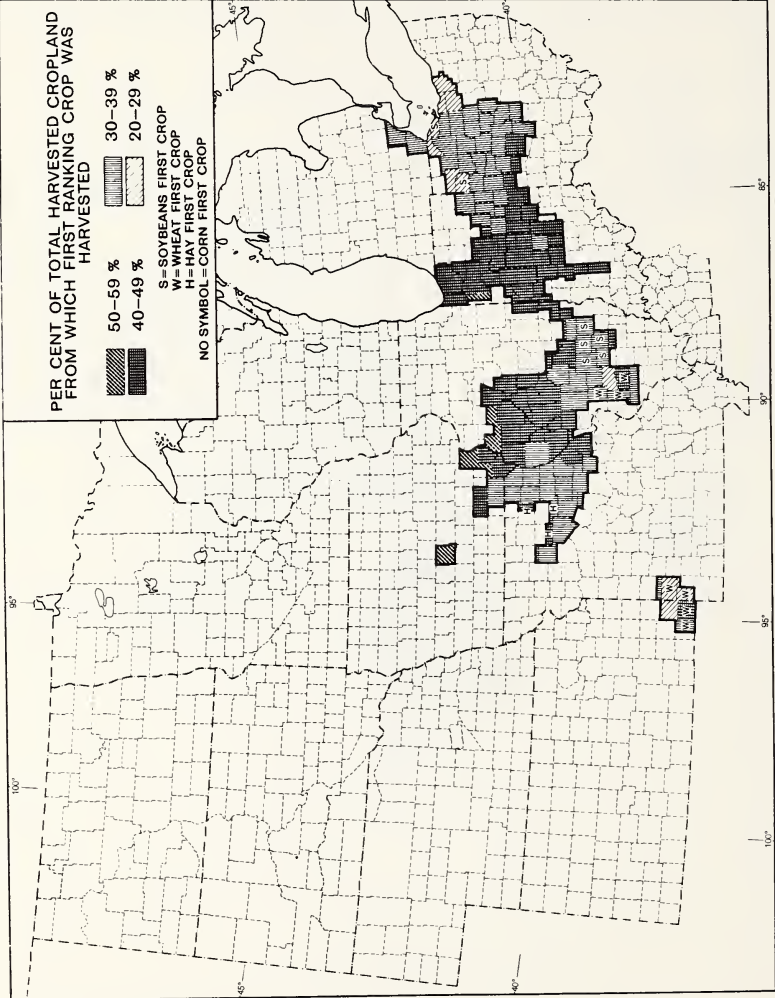 PER CENT OF TOTAL HARVESTED CROPLAND
FROM WHICH FIRST RANKING CROP WAS
HARVESTED
50–59 %
30–39 %
40–49 %
20–29 %
S = SOYBEANS FIRST CROP
W = WHEAT FIRST CROP
H = HAY FIRST CROP
NO SYMBOL = CORN FIRST CROP
100°
95°
45°
40°
85°
90°
95°
100°
45°
40°
H
H
S
S
S
S
S
S
W
W
W
W
W
W
W